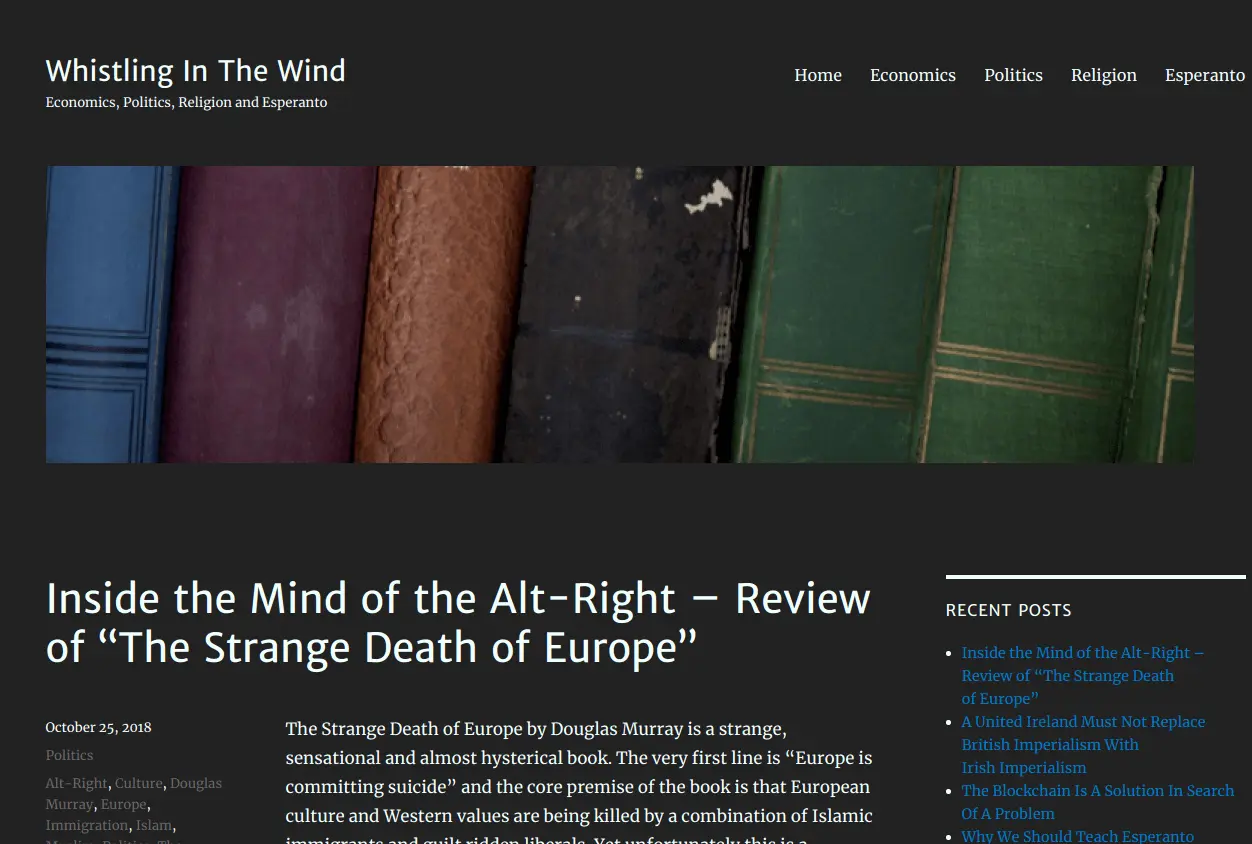 Whistling In The Wind
Economics, Politics, Religion and Esperanto
Home Economics Politics Religion Esperanto
Inside the Mind of the Alt-Right – Review
of “The Strange Death of Europe”
October 25, 2018
Politics
Alt-Right, Culture, Douglas
Murray, Europe,
Immigration, Islam,
The Strange Death of Europe by Douglas Murray is a strange,
sensational and almost hysterical book. The very first line is “Europe is
committing suicide” and the core premise of the book is that European
culture and Western values are being killed by a combination of Islamic
immigrants and guilt ridden liberals. Yet unfortunately this is a
RECENT POSTS
Inside the Mind of the Alt-Right –
Review of “The Strange Death
of Europe”
A United Ireland Must Not Replace
British Imperialism With
Irish Imperialism
The Blockchain Is A Solution In Search
Of A Problem
Why We Should Teach Esperanto